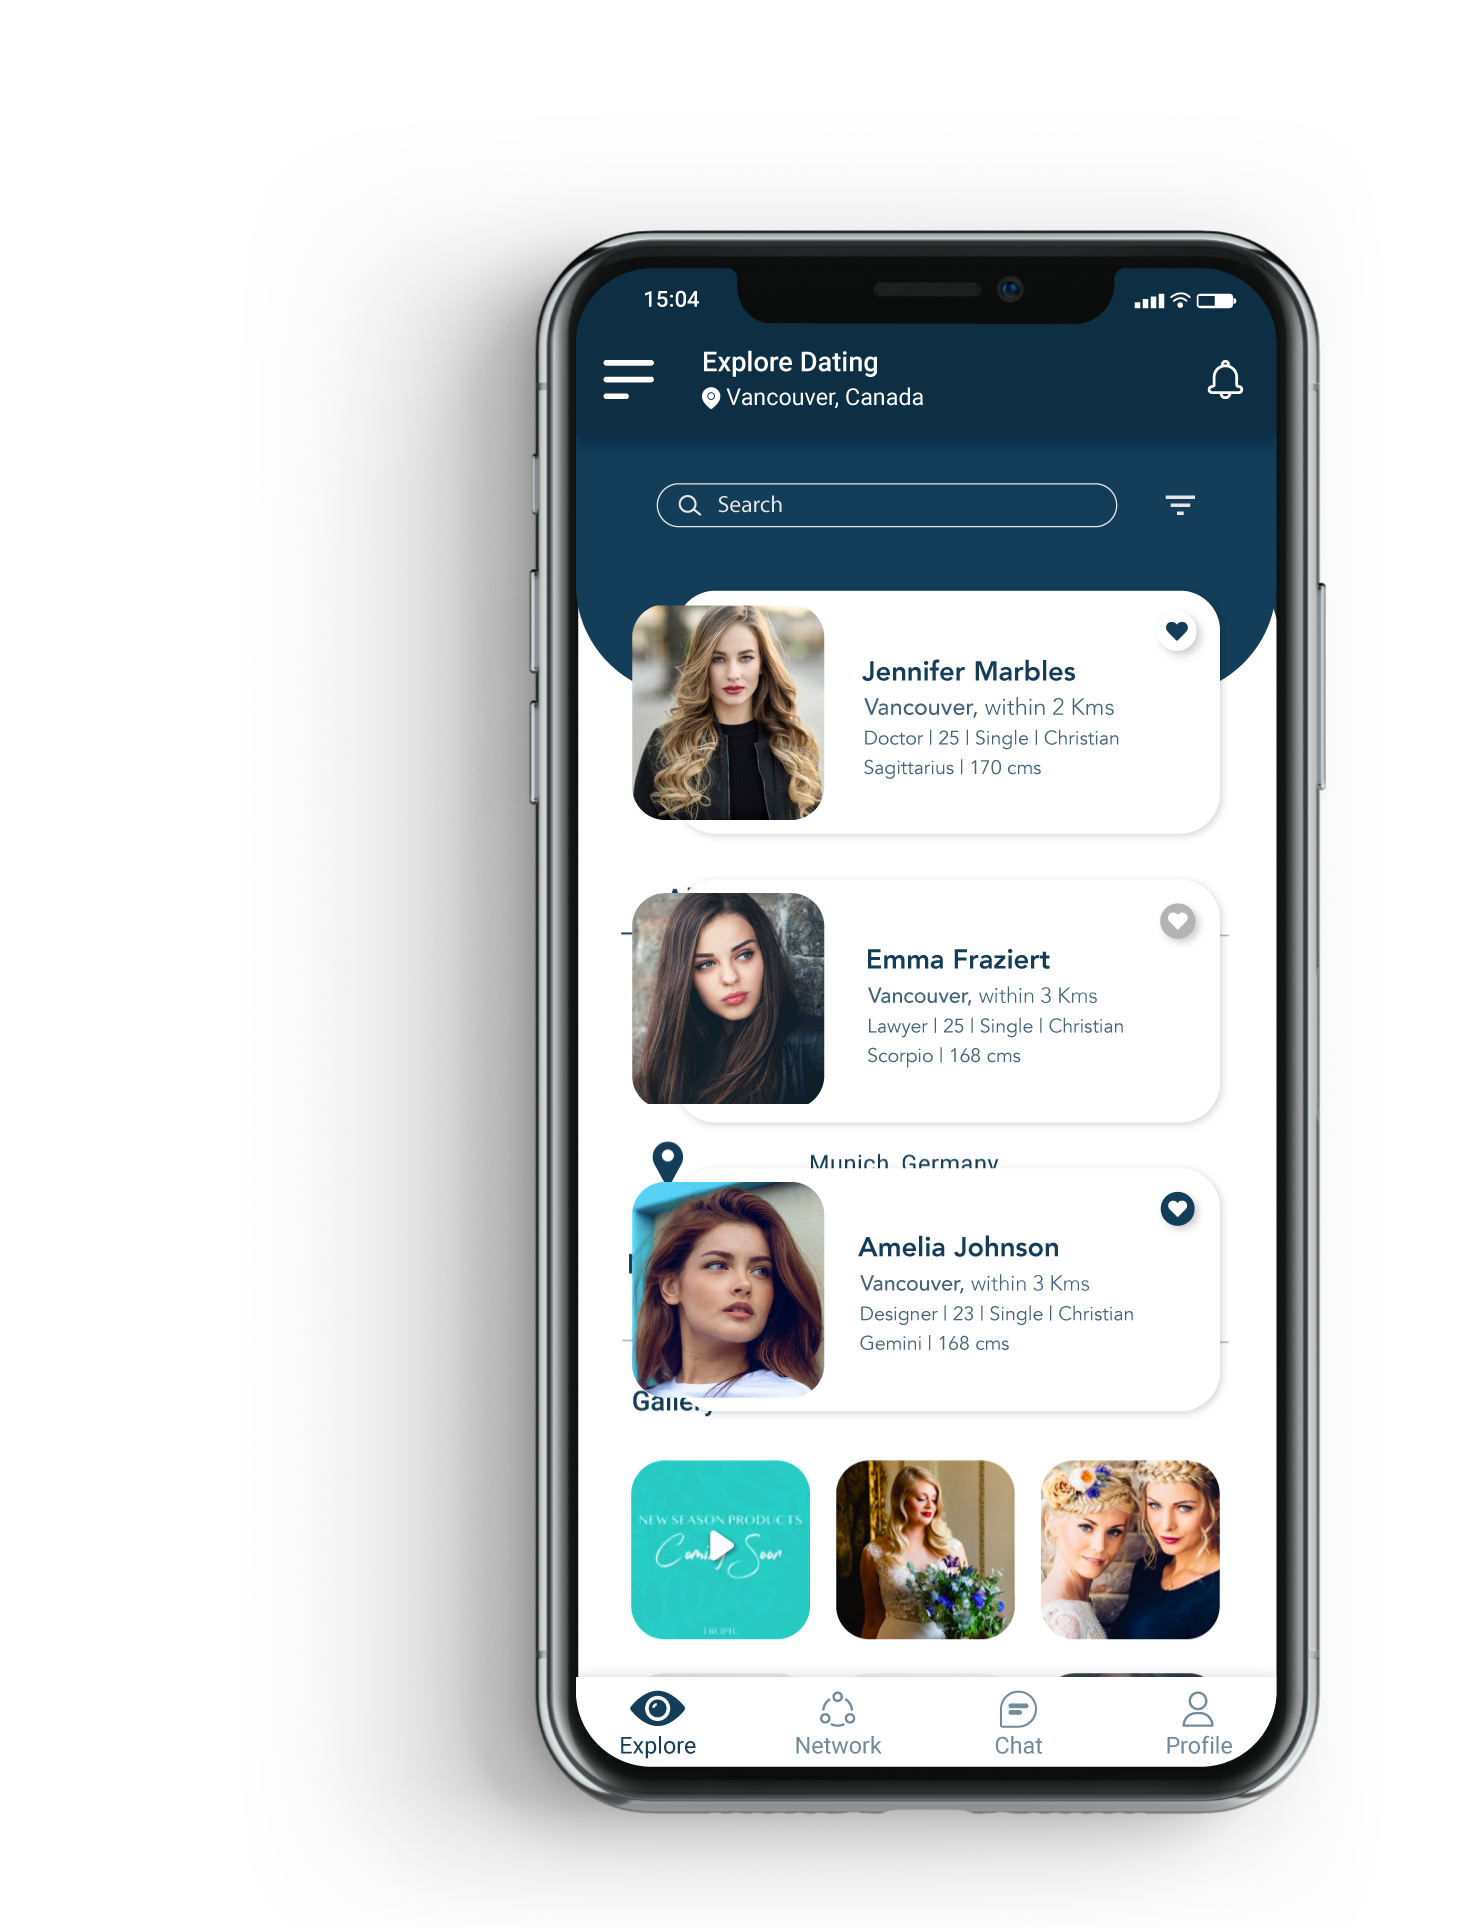 15:04
Explore Dating
Vancouver, Canada
Search
Jennifer Marbles
Vancouver, within 2 Kms
Doctor | 25 | Single | Christian
Sagittarius | 170 cms
Emma Fraziert
Vancouver, within 3 Kms
Lawyer | 25 | Single | Christian
Scorpio | 168 cms
Munich, Germany
Amelia Johnson
Vancouver, within 3 Kms
Designer | 23 | Single | Christian
Gemini | 168 cms
Gallery
NEW SEASON PRODUCTS
Coming Soon
TROPIC
Explore
Network
Chat
Profile